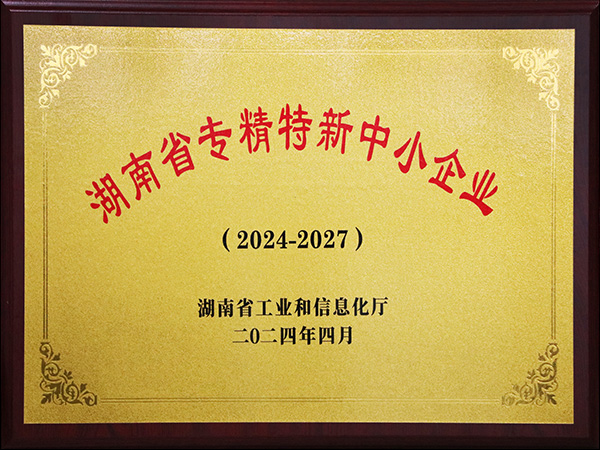 湖南省专精特新中小企业
（2024-2027）
湖南省工业和信息化厅
二0二四年四月